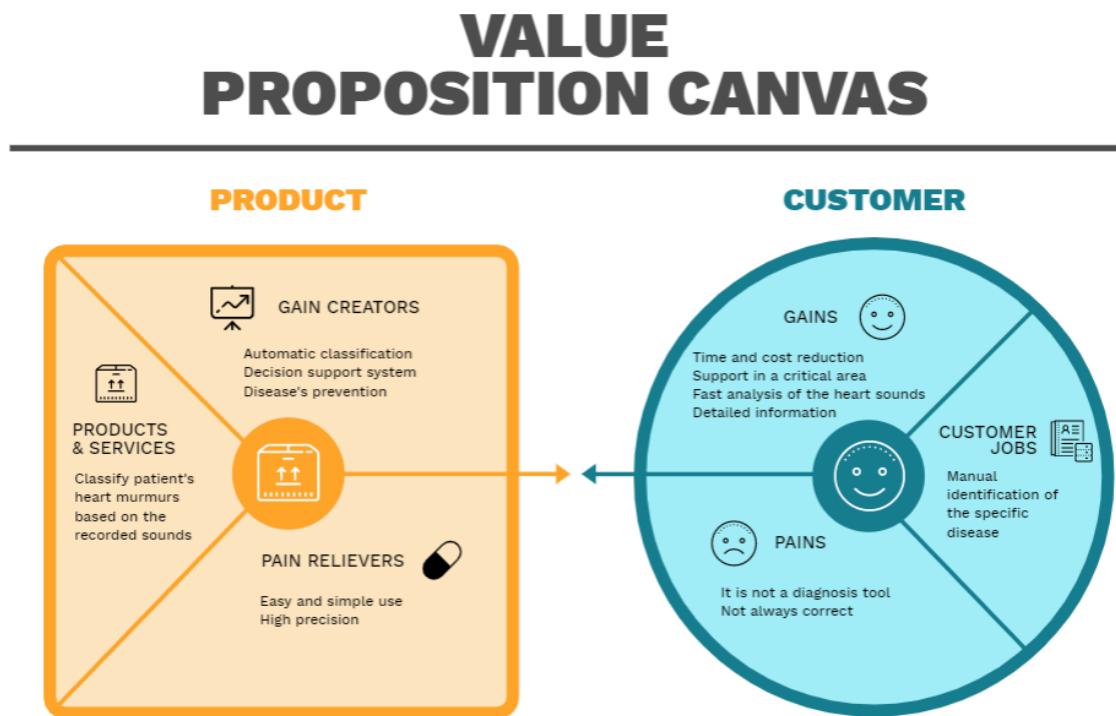 VALUE
PROPOSITION CANVAS
PRODUCT
CUSTOMER
GAIN CREATORS
Automatic classification
Decision support system
Disease's prevention
PRODUCTS
& SERVICES
Classify patient's
heart murmurs
based on the
recorded sounds
PAIN RELIEVERS
Easy and simple use
High precision
GAINS
Time and cost reduction
Support in a critical area
Fast analysis of the heart sounds
Detailed information
CUSTOMER
JOBS
Manual
identification of
the specific
disease
PAINS
It is not a diagnosis tool
Not always correct